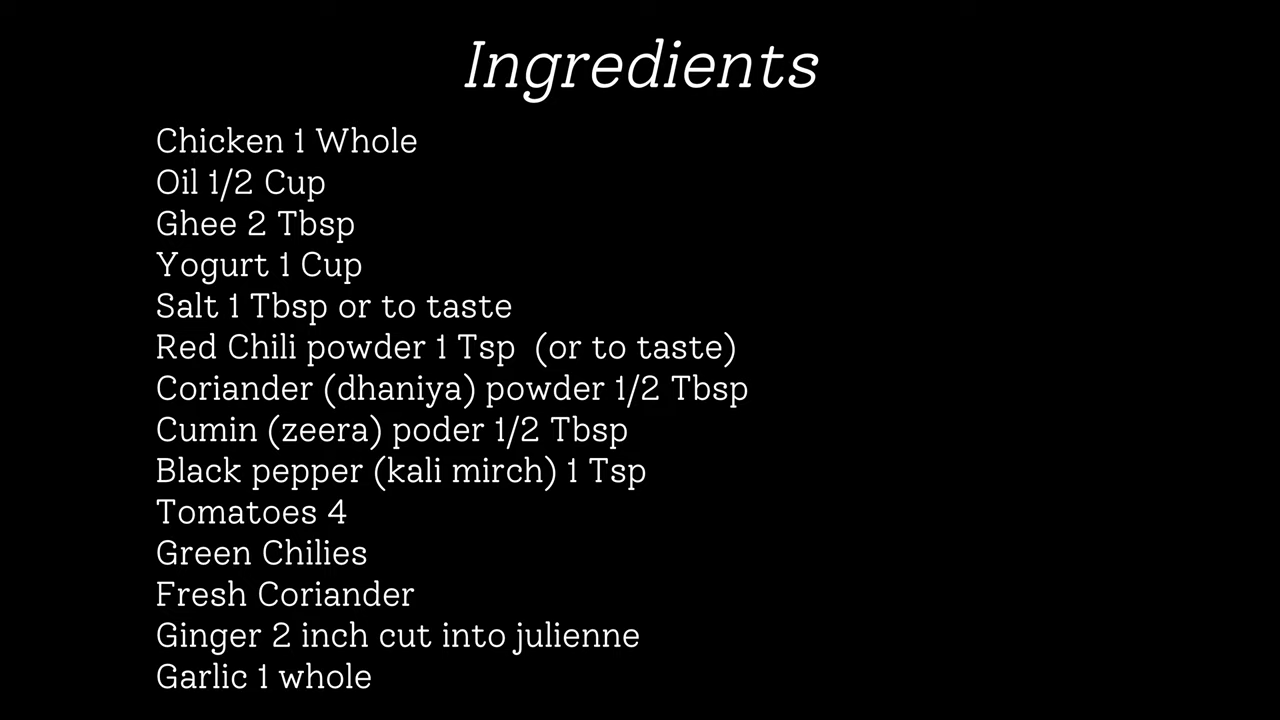 Ingredients
Chicken 1 Whole
Oil 1/2 Cup
Ghee 2 Tbsp
Yogurt 1 Cup
Salt 1 Tbsp or to taste
Red Chili powder 1 Tsp  (or to taste)
Coriander (dhaniya) powder 1/2 Tbsp
Cumin (zeera) poder 1/2 Tbsp
Black pepper (kali mirch) 1 Tsp
Tomatoes 4
Green Chilies
Fresh Coriander
Ginger 2 inch cut into julienne
Garlic 1 whole